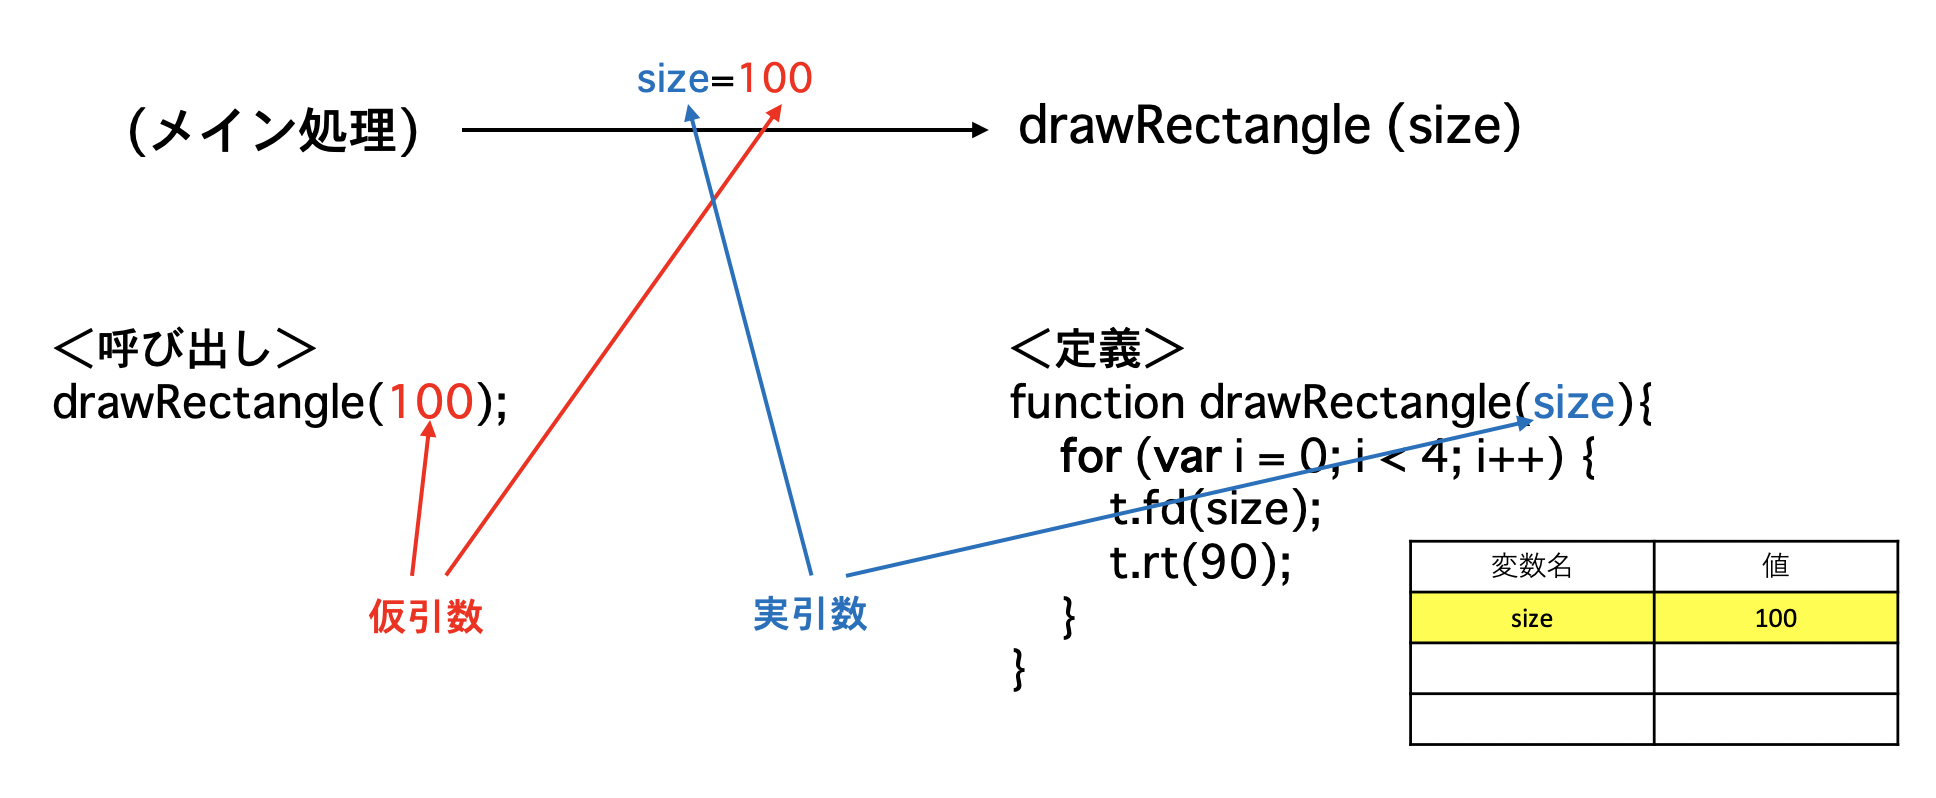 size=100
(メイン処理)
drawRectangle (size)
＜呼び出し＞
drawRectangle(100);
＜定義＞
function drawRectangle(size){
for (var i = 0; i < 4; i++) {
t.fd(size);
t.rt(90);
}
}
仮引数
実引数
変数名 値
size 100